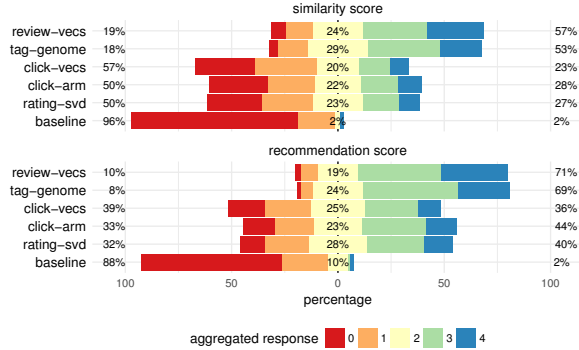 similarity score
review−vecs 19% 24% 57%
tag−genome 18% 29% 53%
click−vecs 57% 20% 23%
click−arm 50% 22% 28%
rating−svd 50% 23% 27%
baseline 96% 2% 2%
recommendation score
review−vecs 10% 19% 71%
tag−genome 8% 24% 69%
click−vecs 39% 25% 36%
click−arm 33% 23% 44%
rating−svd 32% 28% 40%
baseline 88% 10% 2%
100 50 0 50 100
percentage
aggregated response 0 1 2 3 4